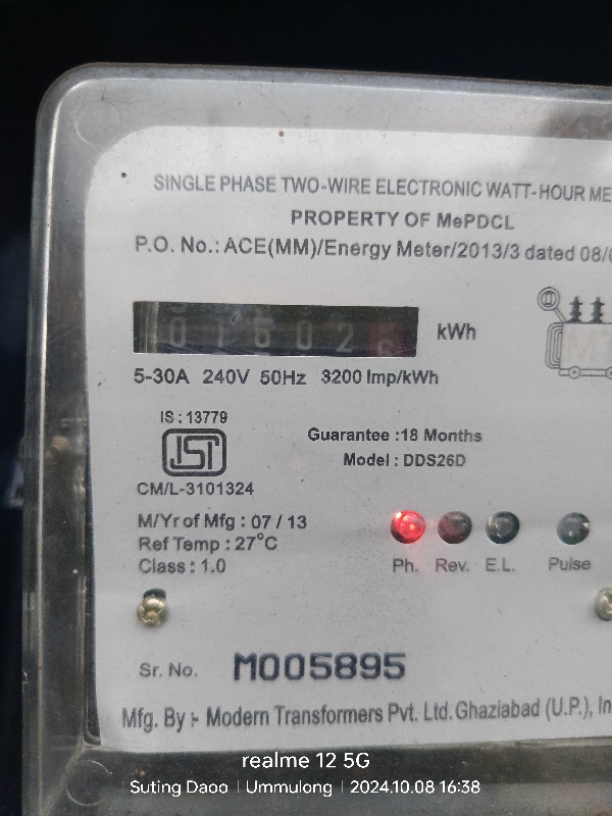 SINGLE PHASE TWO-WIRE ELECTRONIC WATT-HOUR
PROPERTY OF MePDCL
P.O. No.: ACE(MM)/Energy Meter/2013/3 dated 08/
01602 kWh
5-30A 240V 50Hz 3200 Imp/kWh
IS : 13779
ISI
CM/L-3101324
Guarantee :18 Months
Model : DDS26D
M/Yr of Mfg : 07 / 13
Ref Temp : 27°C
Class : 1.0
Ph. Rev. E.L. Pulse
Sr. No. M005895
Mfg. By :- Modern Transformers Pvt. Ltd. Ghaziabad (U.P.),
realme 12 5G
Suting Daoo | Ummulong | 2024.10.08 16:38